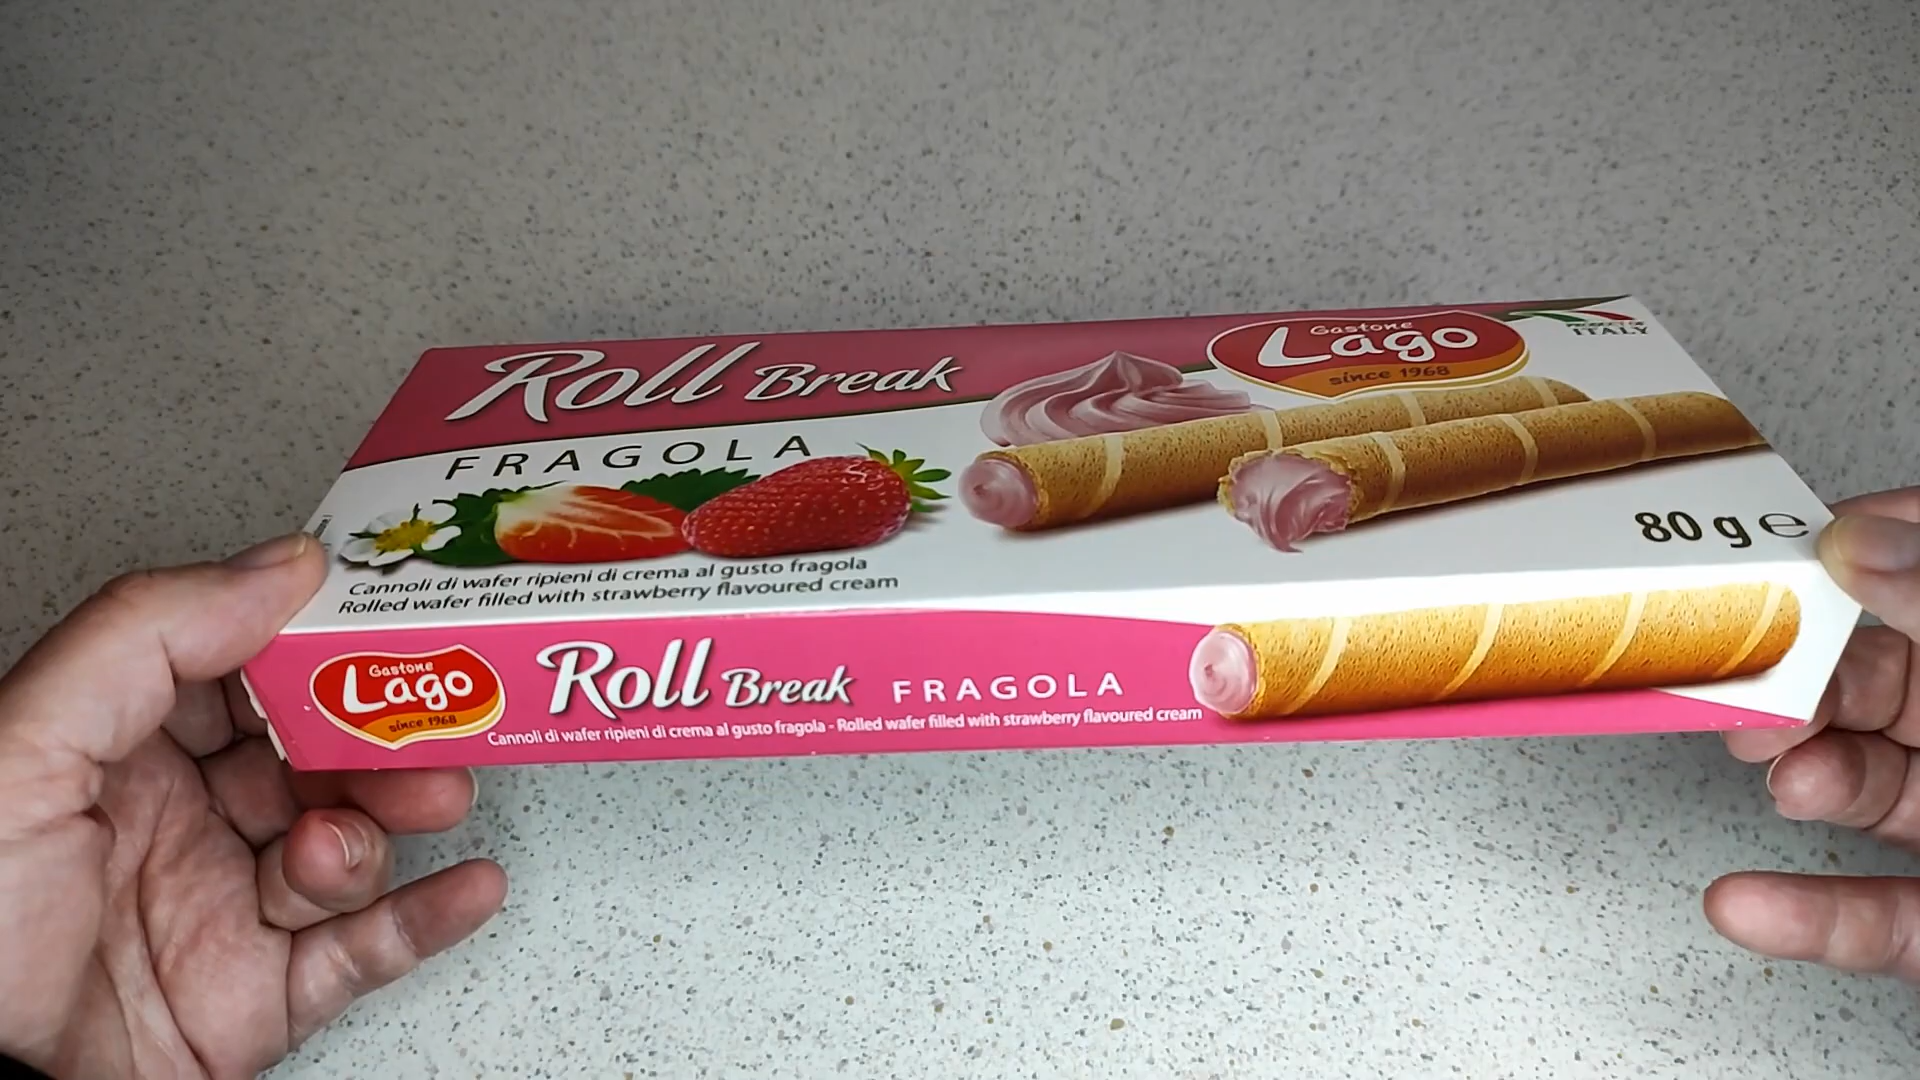 Roll Break
FRAGOLA
Cannoli di wafer ripieni di crema al gusto fragola
Rolled wafer filled with strawberry flavoured cream
Gastone
Lago
since 1968
PRODUCT OF
ITALY
80 g ℮
Gastone
Lago
since 1968
Roll Break FRAGOLA
Cannoli di wafer ripieni di crema al gusto fragola - Rolled wafer filled with strawberry flavoured cream